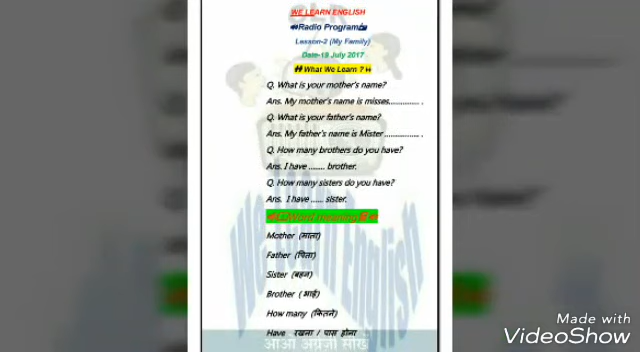 WE LEARN ENGLISH
Radio Program
Lesson-2 (My Family)
Date-19 July 2017
What We Learn ?
Q. What is your mother's name?
Ans. My mother's name is misses.............. .
Q. What is your father's name?
Ans. My father's name is Mister ................ .
Q. How many brothers do you have?
Ans. I have ........ brother.
Q. How many sisters do you have?
Ans. I have ...... sister.
Word meaning
Mother (माता)
Father (पिता)
Sister (बहन)
Brother ( भाई)
How many (कितने)
Have रखना / पास होना
आओ अंग्रेजी सीखें
Made with
VideoShow